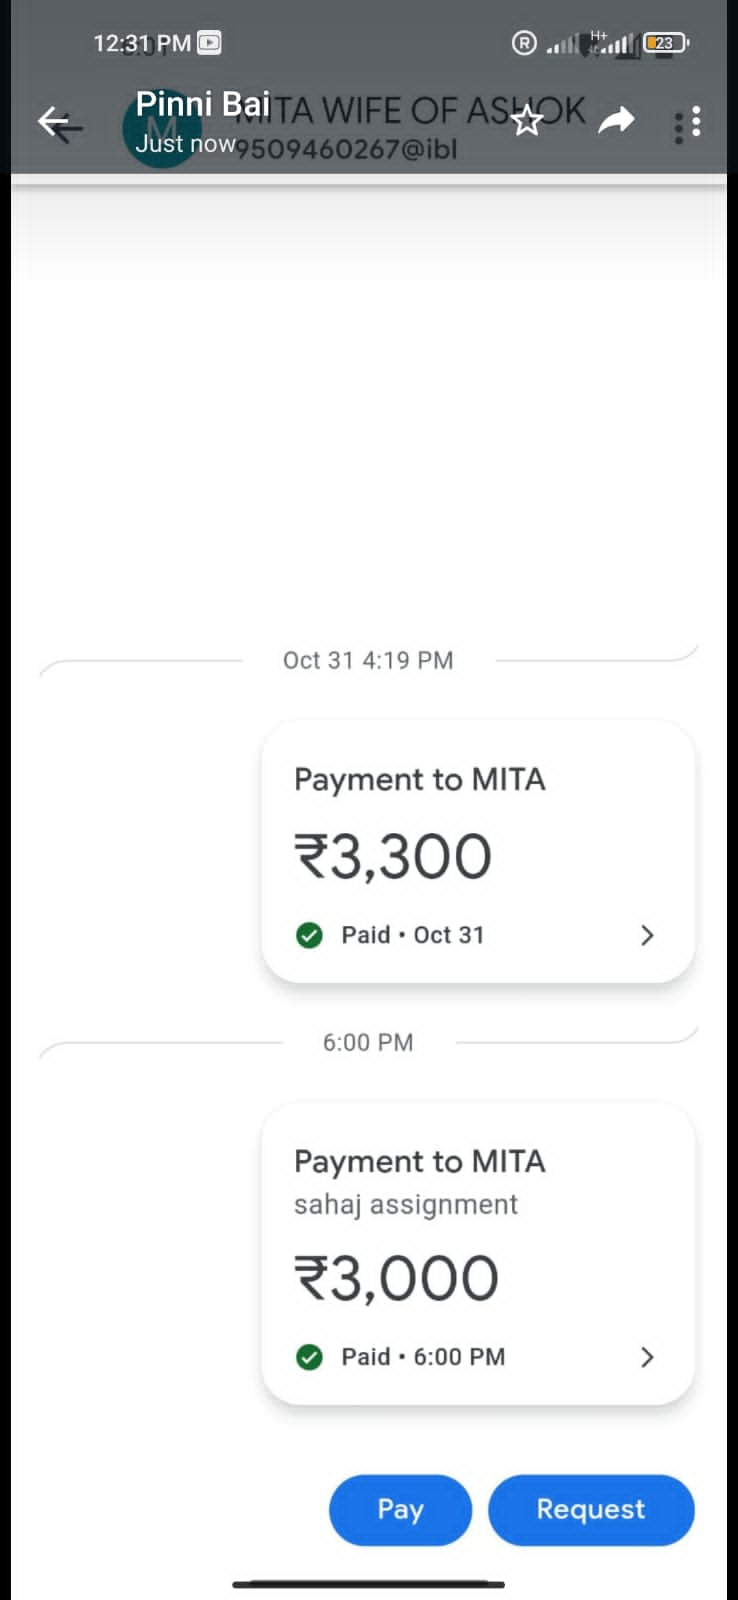 12:31 PM
R
H+
23
Pinni Bai
MITA WIFE OF ASHOK
Just now
9509460267@ibl
Oct 31 4:19 PM
Payment to MITA
₹3,300
Paid • Oct 31
6:00 PM
Payment to MITA
sahaj assignment
₹3,000
Paid • 6:00 PM
Pay
Request